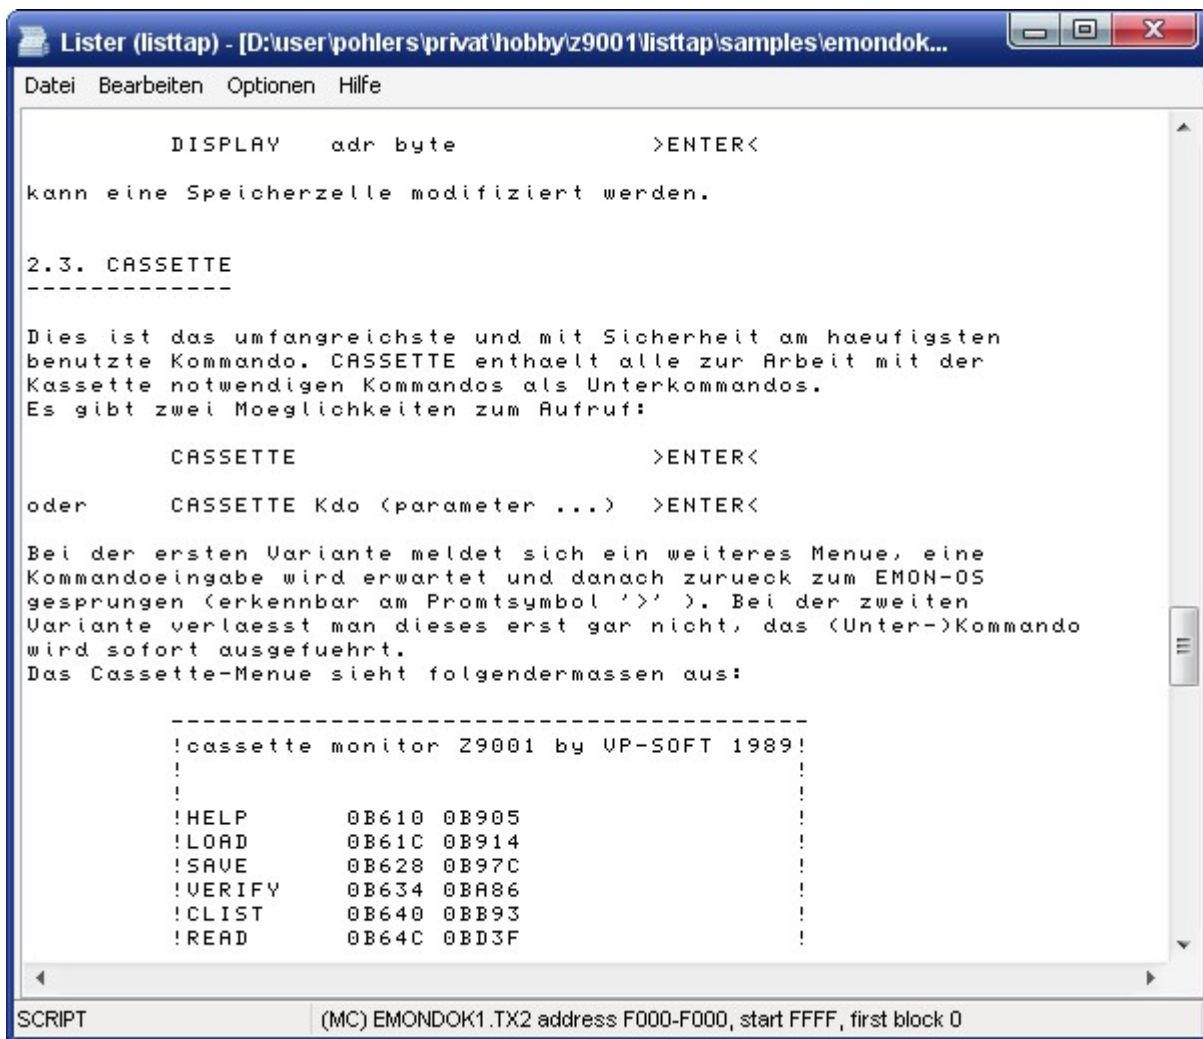 Lister (listtap) - [D:\user\pohlers\privat\hobby\z9001\listtap\samples\emondok...
Datei Bearbeiten Optionen Hilfe
DISPLAY adr byte >ENTER<
kann eine Speicherzelle modifiziert werden.
2.3. CASSETTE
-------------
Dies ist das umfangreichste und mit Sicherheit am haeufigsten
benutzte Kommando. CASSETTE enthaelt alle zur Arbeit mit der
Kassette notwendigen Kommandos als Unterkommandos.
Es gibt zwei Moeglichkeiten zum Aufruf:
CASSETTE >ENTER<
oder CASSETTE Kdo (parameter ...) >ENTER<
Bei der ersten Variante meldet sich ein weiteres Menue, eine
Kommandoeingabe wird erwartet und danach zurueck zum EMON-OS
gesprungen (erkennbar am Promtsymbol '>' ). Bei der zweiten
Variante verlaesst man dieses erst gar nicht, das (Unter-)Kommando
wird sofort ausgefuehrt.
Das Cassette-Menue sieht folgendermassen aus:
----------------------------------------
!cassette monitor Z9001 by VP-SOFT 1989!
! !
! !
!HELP 0B610 0B905 !
!LOAD 0B61C 0B914 !
!SAVE 0B628 0B97C !
!VERIFY 0B634 0BA86 !
!CLIST 0B640 0BB93 !
!READ 0B64C 0BD3F !
SCRIPT (MC) EMONDOK1.TX2 address F000-F000, start FFFF, first block 0